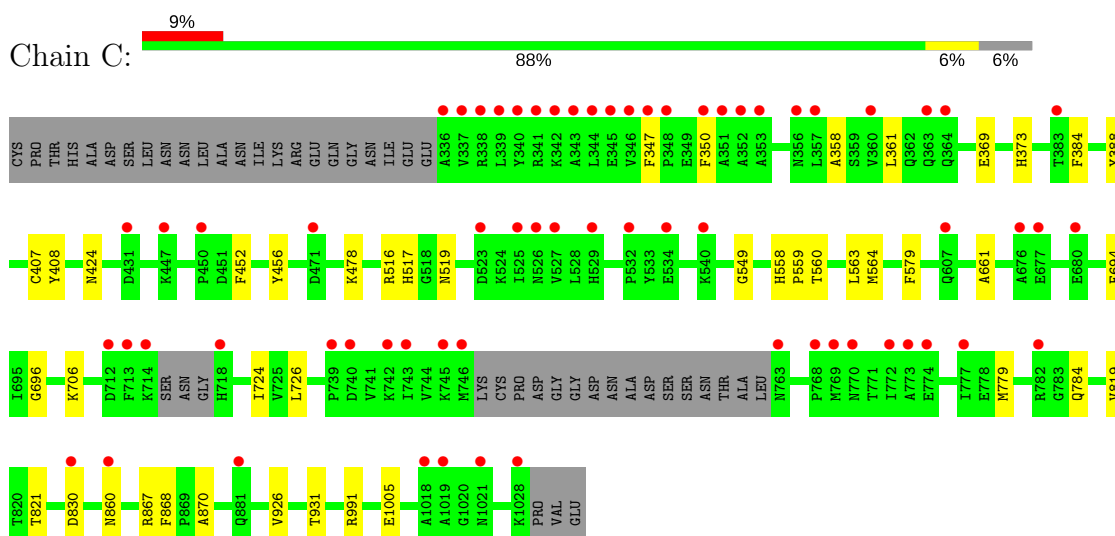 9%
Chain C:
88% 6% 6%
CYS PRO THR HIS ALA ASP SER LEU ASN ASN LEU ALA ASN ILE LYS ARG GLU GLN GLY ASN ILE GLU GLU A336 V337 R338 L339 Y340 R341 K342 A343 L344 E345 V346 F347 P348 E349 F350 A351 A352 A353 N356 L357 A358 S359 V360 L361 Q362 Q363 Q364 E369 H373 T383 F384 Y388
C407 Y408 N424 D431 K447 P450 D451 F452 Y456 D471 K478 R516 H517 G518 N519 D523 K524 I525 N526 V527 L528 H529 P532 Y533 E534 K540 G549 H558 P559 T560 L563 M564 F579 Q607 A661 A676 E677 E680 E694
I695 G696 K706 D712 F713 K714 SER ASN GLY H718 I724 V725 L726 P739 D740 V741 K742 I743 V744 K745 M746 LYS CYS PRO ASP GLY GLY ASP ASN ALA ASP SER SER ASN THR ALA LEU N763 P768 M769 N770 T771 I772 A773 E774 I777 E778 M779 R782 G783 Q784 V819
T820 T821 D830 N860 R867 F868 P869 A870 Q881 V926 T931 R991 E1005 A1018 A1019 G1020 N1021 K1028 PRO VAL GLU